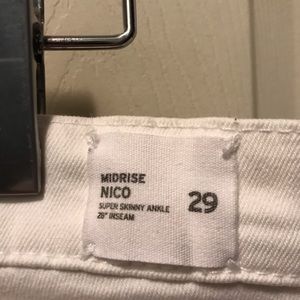 MIDRISE
NICO
SUPER SKINNY ANKLE
28" INSEAM
29